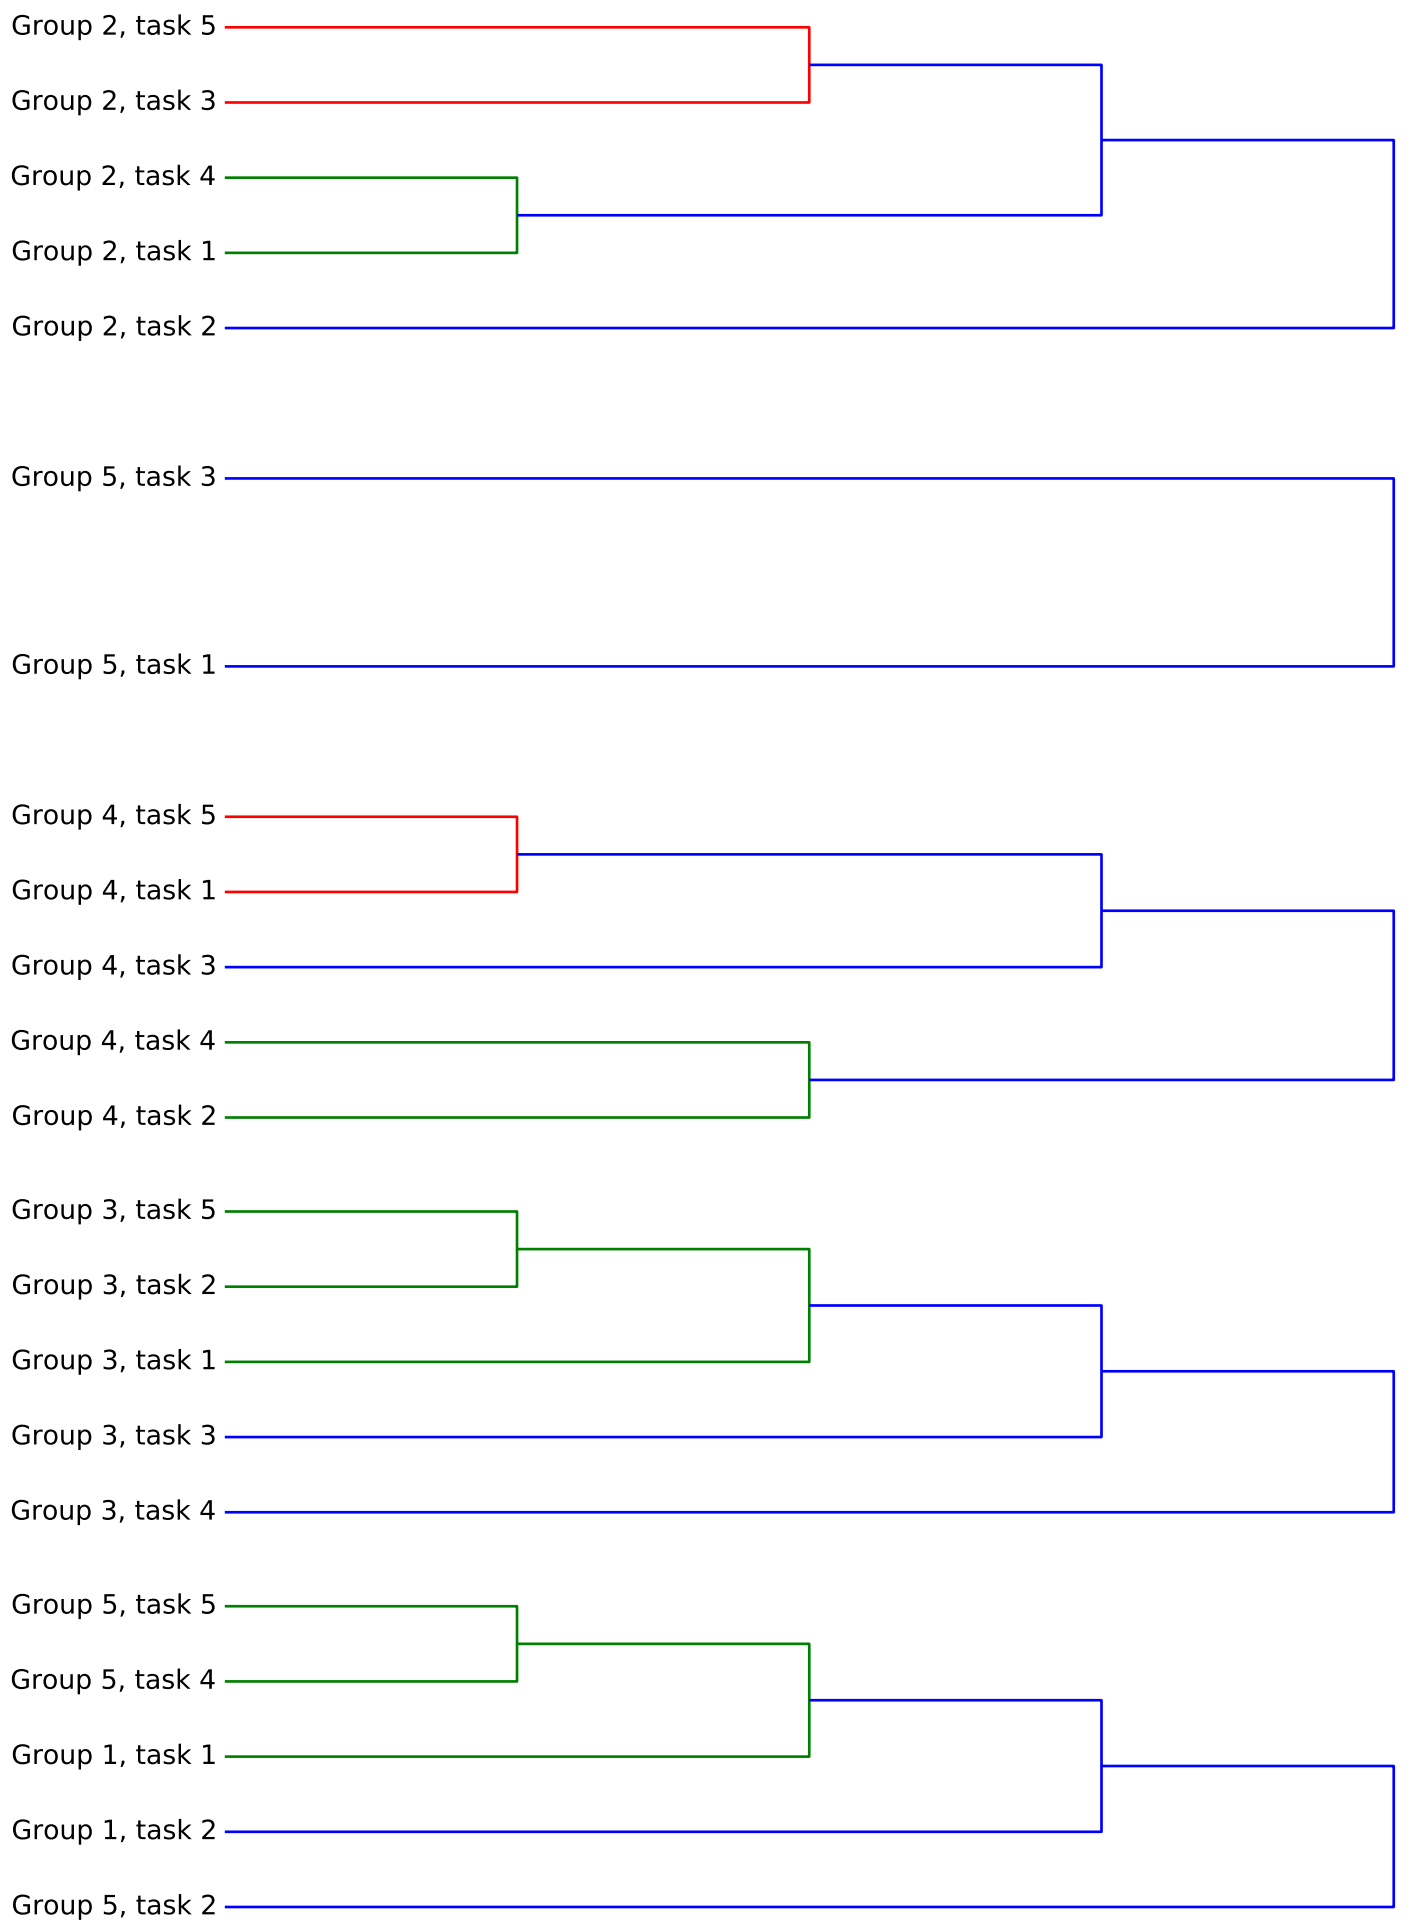 Group 2, task 5
Group 2, task 3
Group 2, task 4
Group 2, task 1
Group 2, task 2
Group 5, task 3
Group 5, task 1
Group 4, task 5
Group 4, task 1
Group 4, task 3
Group 4, task 4
Group 4, task 2
Group 3, task 5
Group 3, task 2
Group 3, task 1
Group 3, task 3
Group 3, task 4
Group 5, task 5
Group 5, task 4
Group 1, task 1
Group 1, task 2
Group 5, task 2